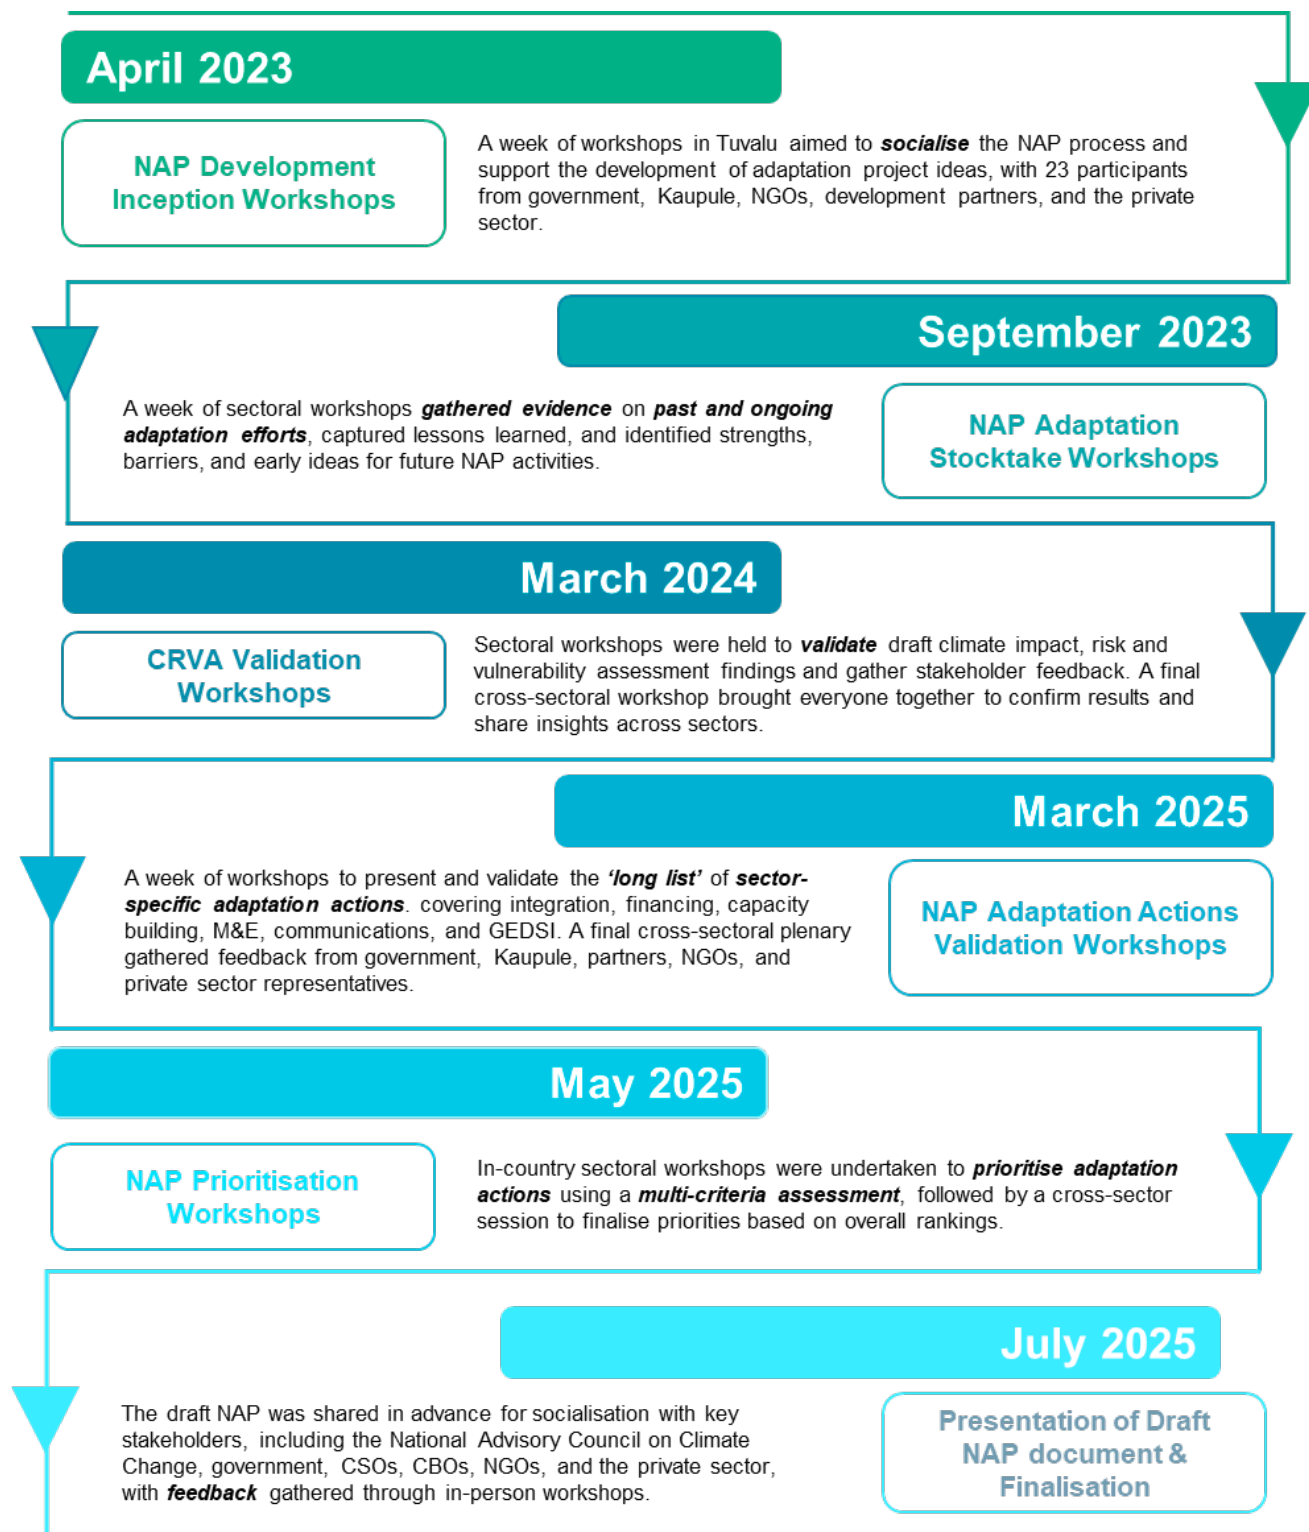 April 2023
NAP Development
Inception Workshops
A week of workshops in Tuvalu aimed to socialise the NAP process and
support the development of adaptation project ideas, with 23 participants
from government, Kaupule, NGOs, development partners, and the private
sector.
September 2023
A week of sectoral workshops gathered evidence on past and ongoing
adaptation efforts, captured lessons learned, and identified strengths,
barriers, and early ideas for future NAP activities.
NAP Adaptation
Stocktake Workshops
March 2024
CRVA Validation
Workshops
Sectoral workshops were held to validate draft climate impact, risk and
vulnerability assessment findings and gather stakeholder feedback. A final
cross-sectoral workshop brought everyone together to confirm results and
share insights across sectors.
March 2025
A week of workshops to present and validate the ‘long list’ of sector-
specific adaptation actions. covering integration, financing, capacity
building, M&E, communications, and GEDSI. A final cross-sectoral plenary
gathered feedback from government, Kaupule, partners, NGOs, and
private sector representatives.
NAP Adaptation Actions
Validation Workshops
May 2025
NAP Prioritisation
Workshops
In-country sectoral workshops were undertaken to prioritise adaptation
actions using a multi-criteria assessment, followed by a cross-sector
session to finalise priorities based on overall rankings.
July 2025
The draft NAP was shared in advance for socialisation with key
stakeholders, including the National Advisory Council on Climate
Change, government, CSOs, CBOs, NGOs, and the private sector,
with feedback gathered through in-person workshops.
Presentation of Draft
NAP document &
Finalisation